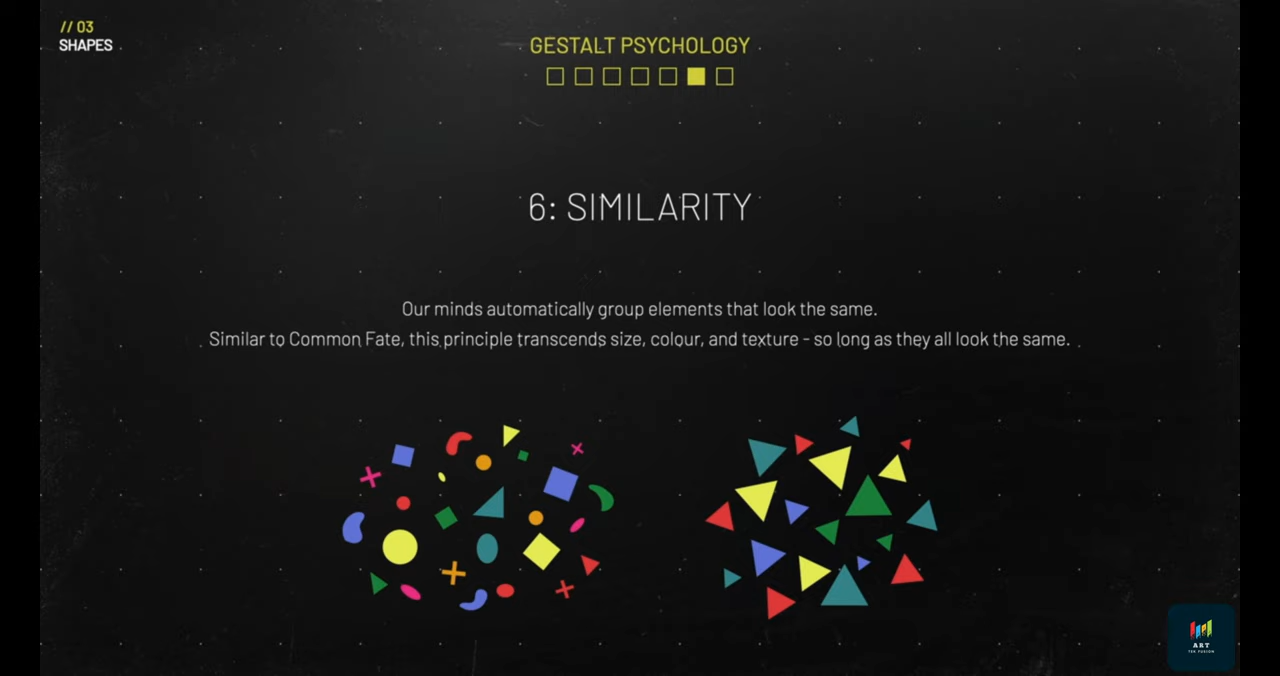 // 03
SHAPES
GESTALT PSYCHOLOGY
6: SIMILARITY
Our minds automatically group elements that look the same.
Similar to Common Fate, this principle transcends size, colour, and texture - so long as they all look the same.
ART